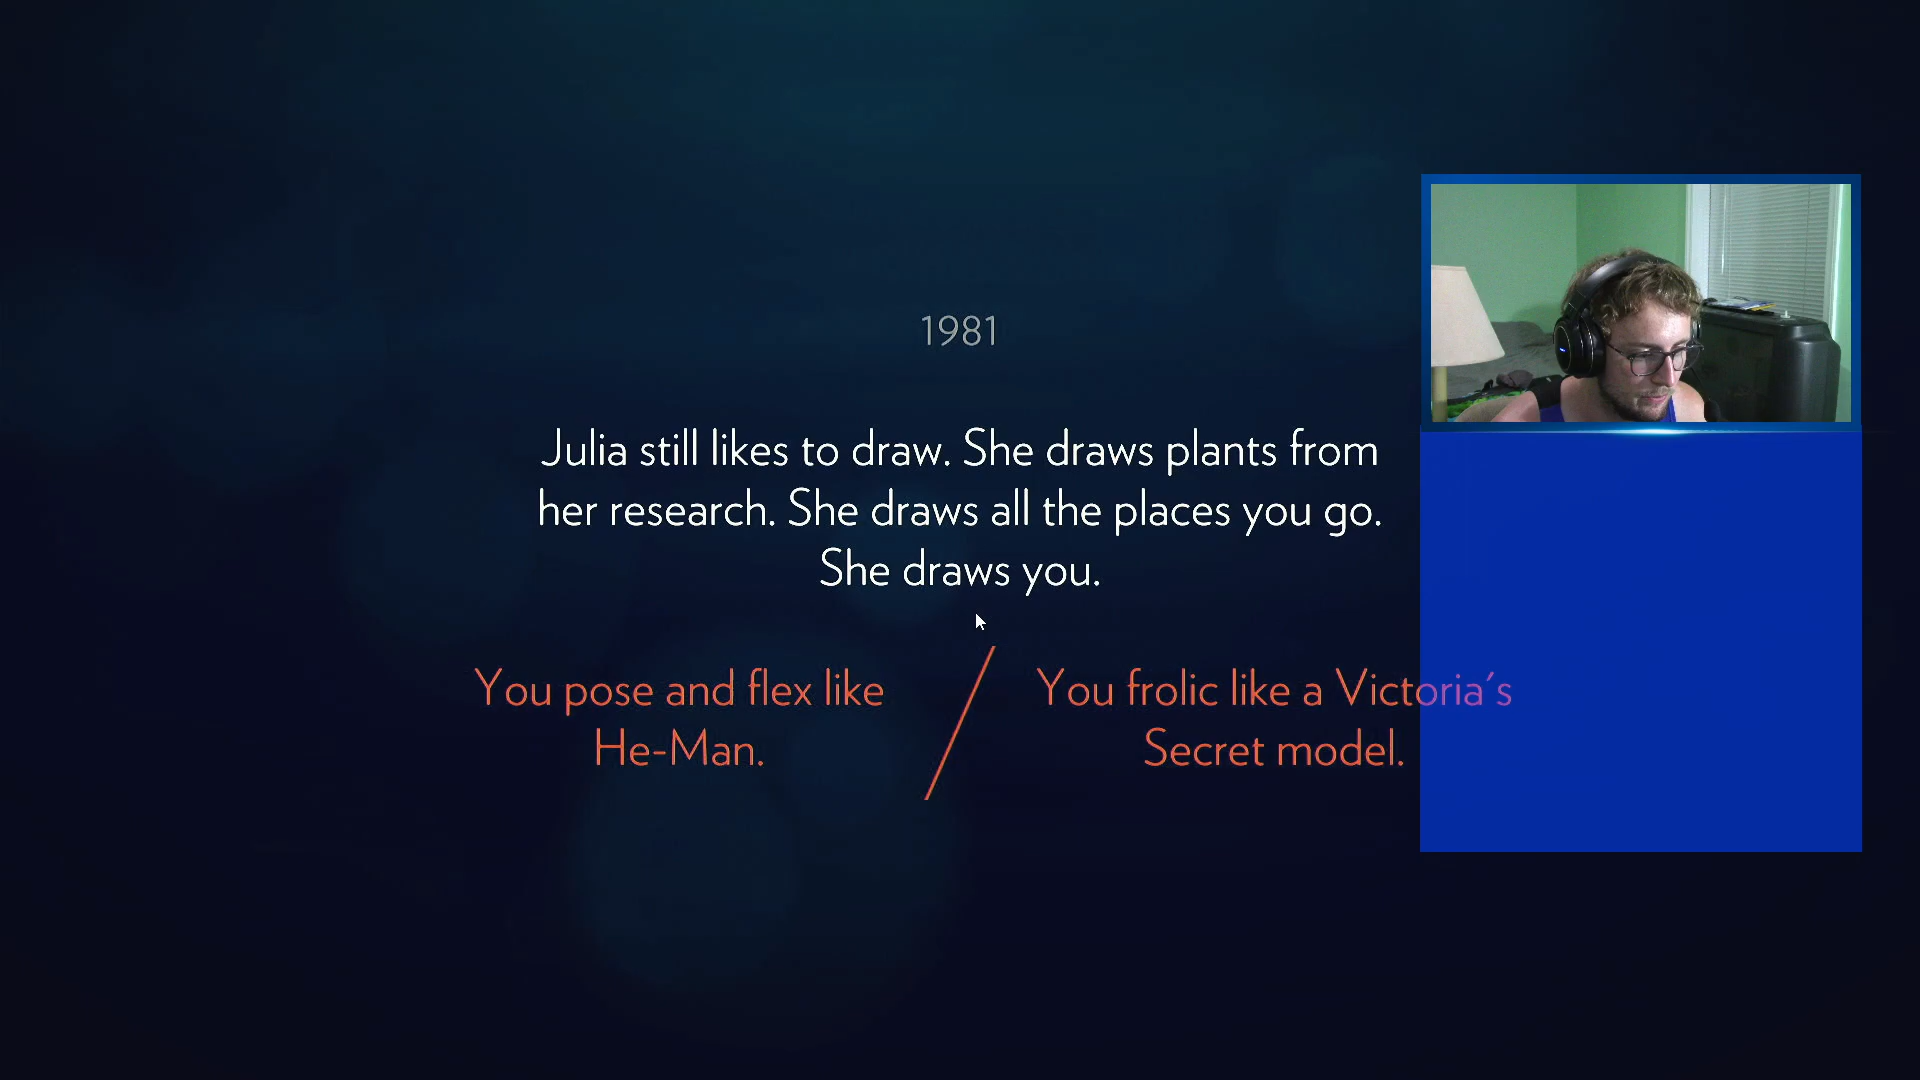 1981
Julia still likes to draw. She draws plants from
her research. She draws all the places you go.
She draws you.
You pose and flex like
He-Man.
You frolic like a Victoria's
Secret model.